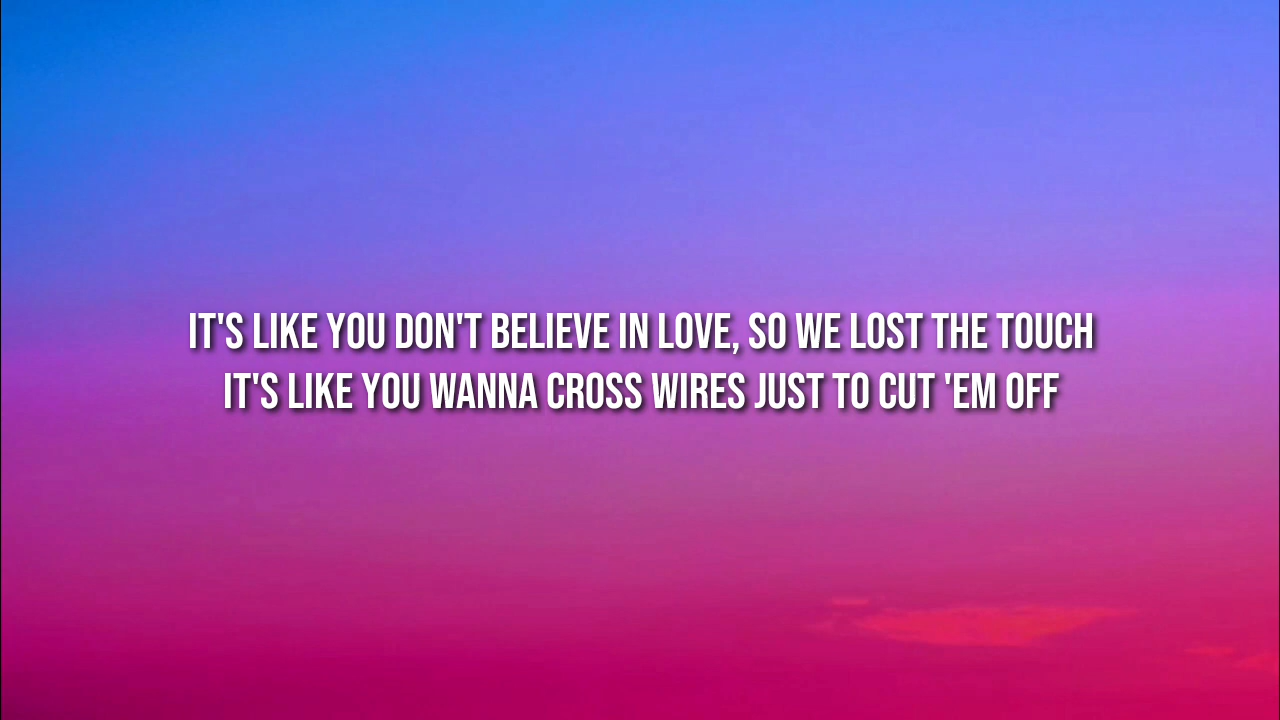 IT'S LIKE YOU DON'T BELIEVE IN LOVE, SO WE LOST THE TOUCH
IT'S LIKE YOU WANNA CROSS WIRES JUST TO CUT 'EM OFF